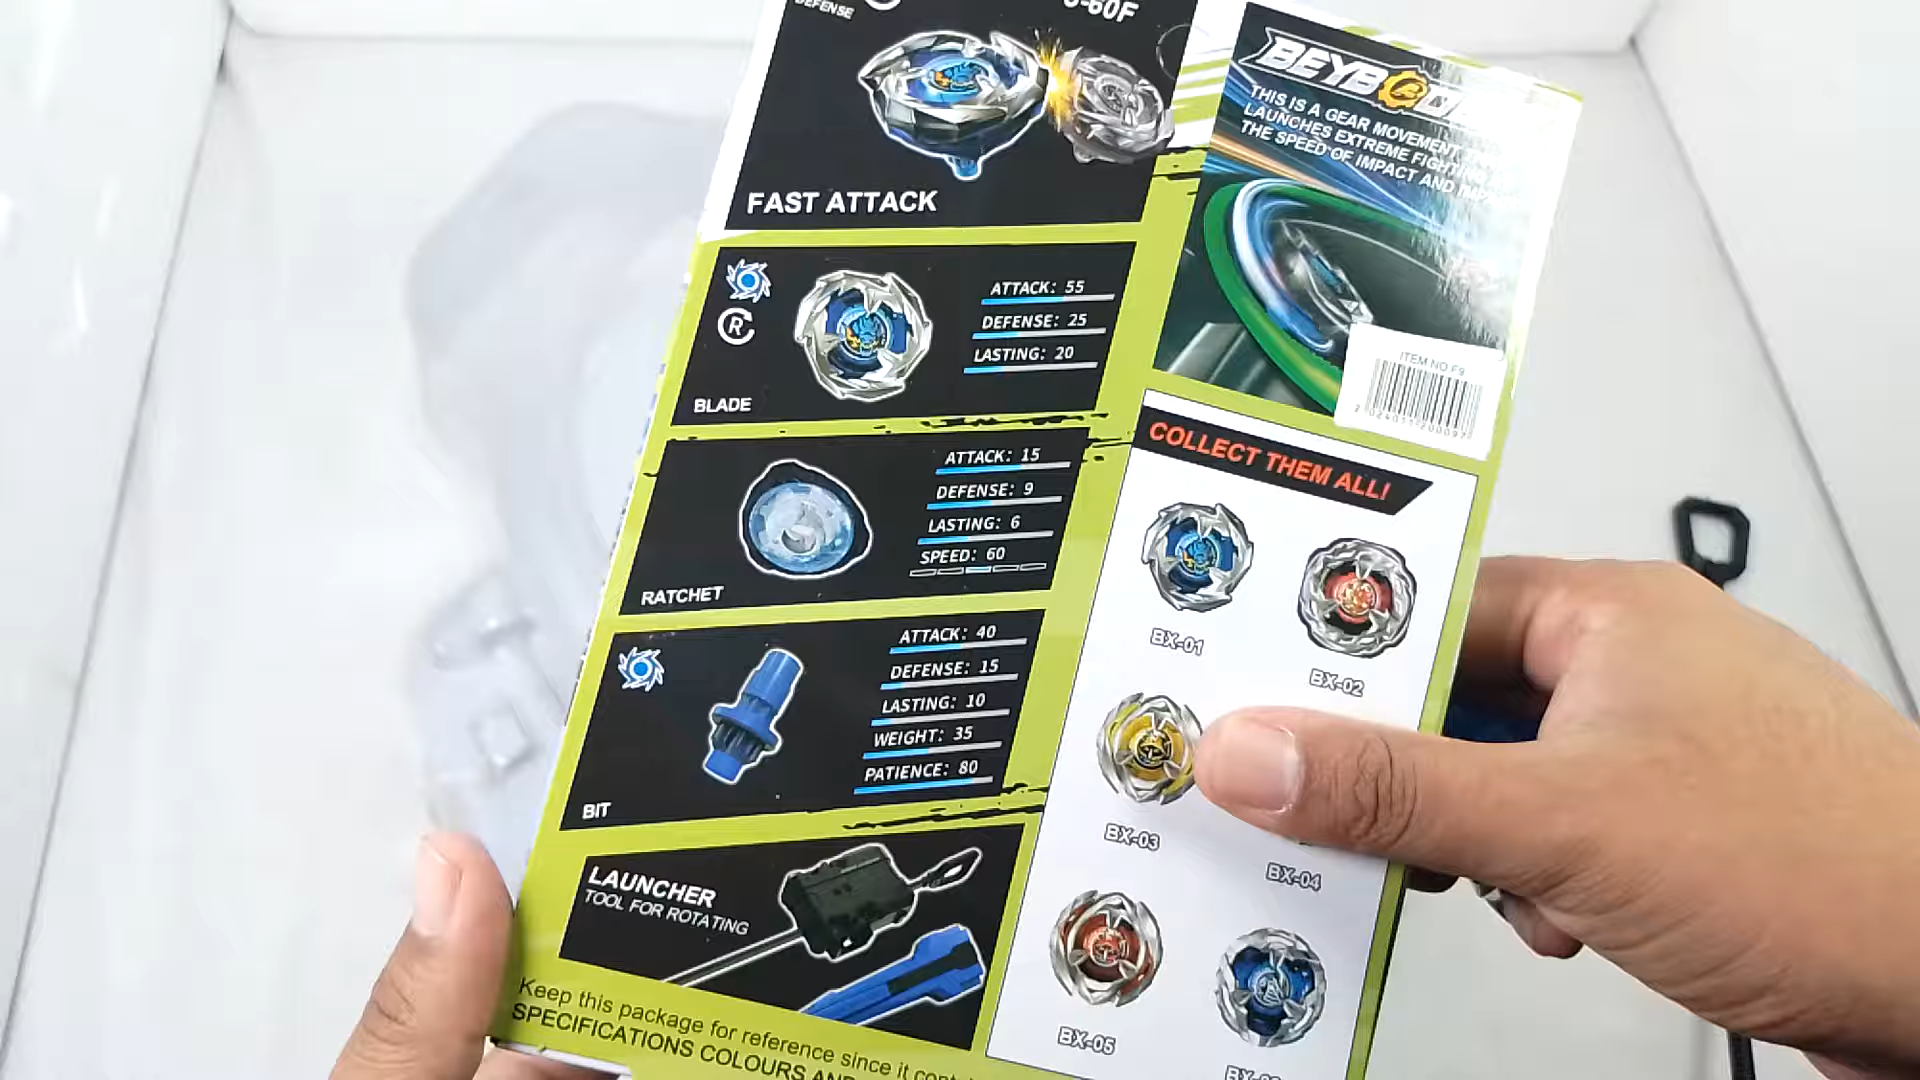 DEFENSE
FAST ATTACK
BLADE
R
ATTACK: 55
DEFENSE: 25
LASTING: 20
RATCHET
ATTACK: 15
DEFENSE: 9
LASTING: 6
SPEED: 60
BIT
ATTACK: 40
DEFENSE: 15
LASTING: 10
WEIGHT: 35
PATIENCE: 80
LAUNCHER
TOOL FOR ROTATING
Keep this package for reference since it
SPECIFICATIONS COLOURS
THIS IS A GEAR MOVEMENT
LAUNCHES EXTREME FIGHTING
THE SPEED OF IMPACT AND
ITEM NO F9
COLLECT THEM ALL!
BX-01
BX-02
BX-03
BX-04
BX-05